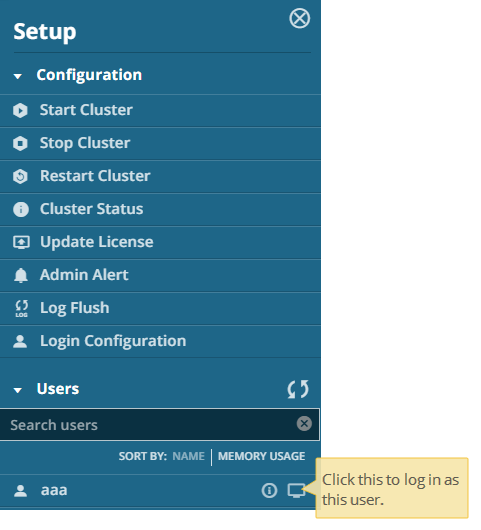 Setup
Configuration
Start Cluster
Stop Cluster
Restart Cluster
Cluster Status
Update License
Admin Alert
LOG Log Flush
Login Configuration
Users
Search users
SORT BY: NAME MEMORY USAGE
aaa
Click this to log in as
this user.